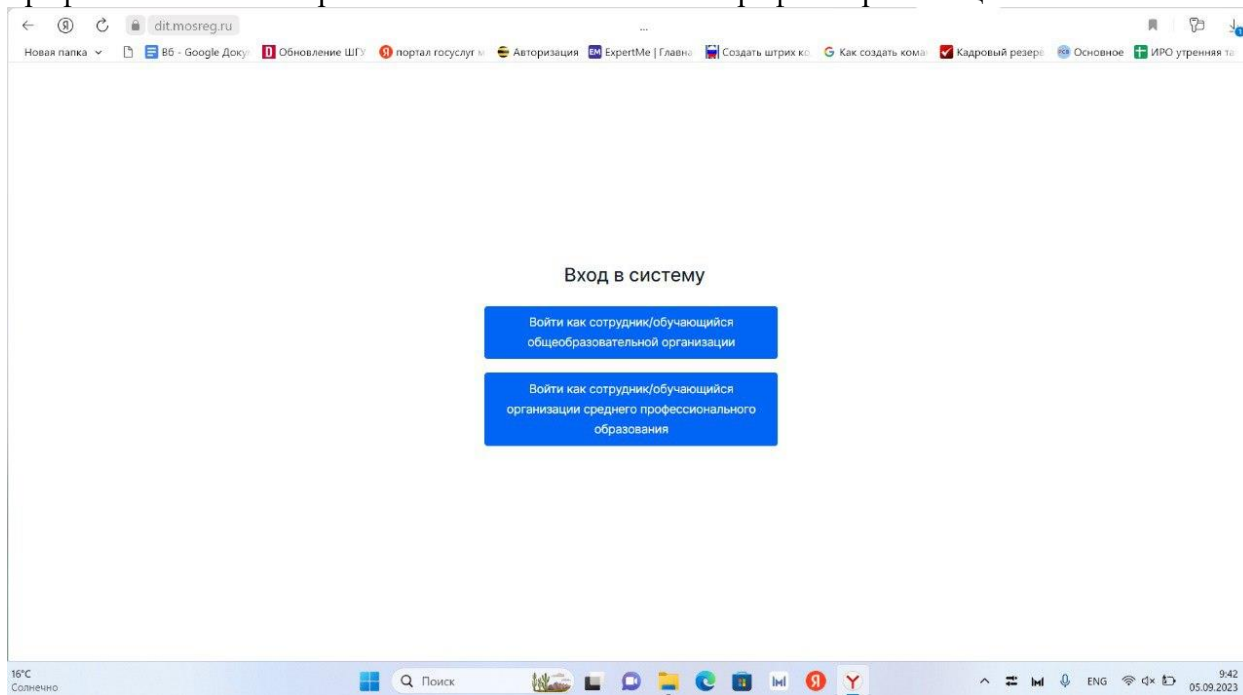 dit.mosreg.ru
...
Новая папка
В6 - Google Доку
Обновление ШГУ
портал госуслуг м
Авторизация
ExpertMe | Главна
Создать штрих ко
Как создать кома
Кадровый резерв
Основное
ИРО утренняя та
Вход в систему
Войти как сотрудник/обучающийся
общеобразовательной организации
Войти как сотрудник/обучающийся
организации среднего профессионального
образования
16°C
Солнечно
Поиск
ENG
9:42
05.09.2023